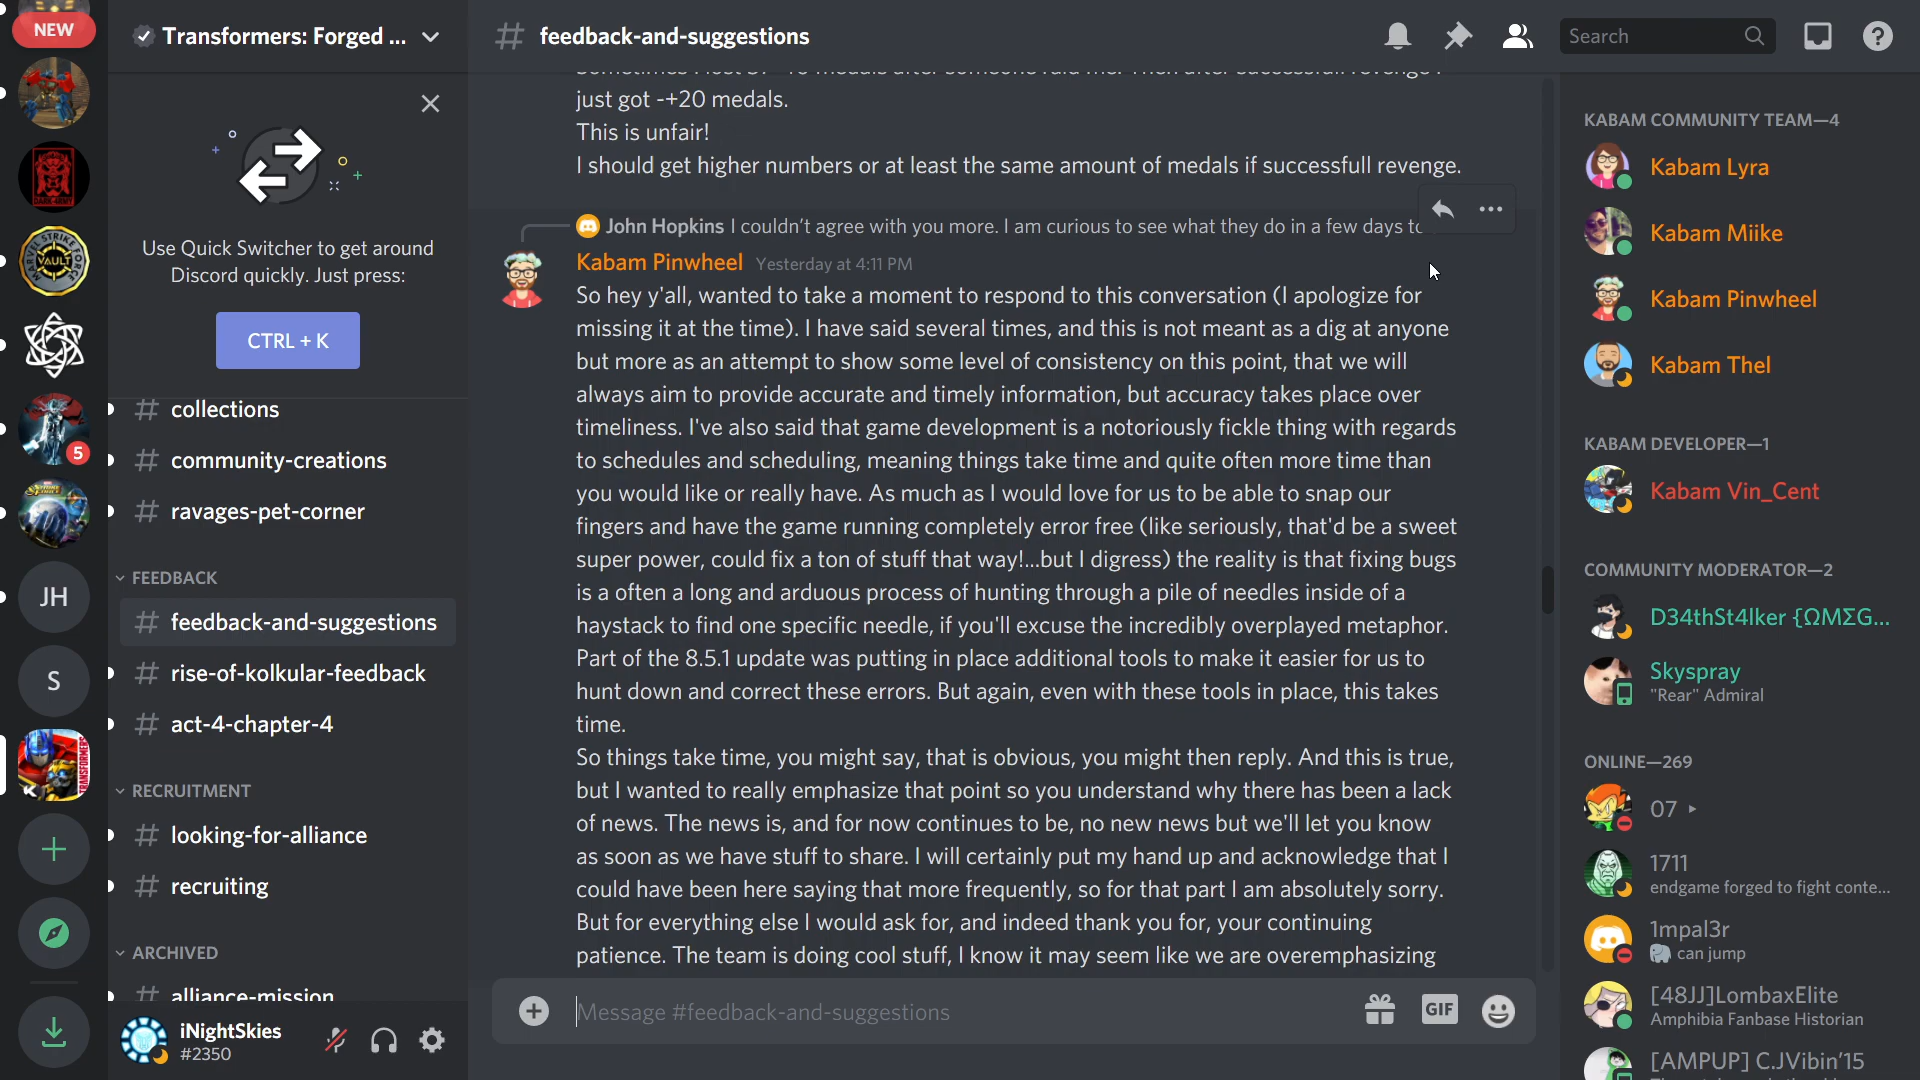 NEW
DARK ARMY
MARVEL STRIKE FORCE
VAULT
5
JH
S
TRANSFORMERS
Transformers: Forged ...
Use Quick Switcher to get around
Discord quickly. Just press:
CTRL + K
# collections
# community-creations
# ravages-pet-corner
FEEDBACK
# feedback-and-suggestions
# rise-of-kolkular-feedback
# act-4-chapter-4
RECRUITMENT
# looking-for-alliance
# recruiting
ARCHIVED
# alliance-mission
iNightSkies
#2350
# feedback-and-suggestions
Search
just got -+20 medals.
This is unfair!
I should get higher numbers or at least the same amount of medals if successfull revenge.
John Hopkins I couldn't agree with you more. I am curious to see what they do in a few days to
Kabam Pinwheel Yesterday at 4:11 PM
So hey y'all, wanted to take a moment to respond to this conversation (I apologize for
missing it at the time). I have said several times, and this is not meant as a dig at anyone
but more as an attempt to show some level of consistency on this point, that we will
always aim to provide accurate and timely information, but accuracy takes place over
timeliness. I've also said that game development is a notoriously fickle thing with regards
to schedules and scheduling, meaning things take time and quite often more time than
you would like or really have. As much as I would love for us to be able to snap our
fingers and have the game running completely error free (like seriously, that'd be a sweet
super power, could fix a ton of stuff that way!...but I digress) the reality is that fixing bugs
is a often a long and arduous process of hunting through a pile of needles inside of a
haystack to find one specific needle, if you'll excuse the incredibly overplayed metaphor.
Part of the 8.5.1 update was putting in place additional tools to make it easier for us to
hunt down and correct these errors. But again, even with these tools in place, this takes
time.
So things take time, you might say, that is obvious, you might then reply. And this is true,
but I wanted to really emphasize that point so you understand why there has been a lack
of news. The news is, and for now continues to be, no new news but we'll let you know
as soon as we have stuff to share. I will certainly put my hand up and acknowledge that I
could have been here saying that more frequently, so for that part I am absolutely sorry.
But for everything else I would ask for, and indeed thank you for, your continuing
patience. The team is doing cool stuff, I know it may seem like we are overemphasizing
Message #feedback-and-suggestions
GIF
KABAM COMMUNITY TEAM—4
Kabam Lyra
Kabam Miike
Kabam Pinwheel
Kabam Thel
KABAM DEVELOPER—1
Kabam Vin_Cent
COMMUNITY MODERATOR—2
D34thSt4lker {ΩMΣG...
Skyspray
"Rear" Admiral
ONLINE—269
07
1711
endgame forged to fight conte...
1mpal3r
can jump
[48JJ]LombaxElite
Amphibia Fanbase Historian
[AMPUP] C.JVibin'15